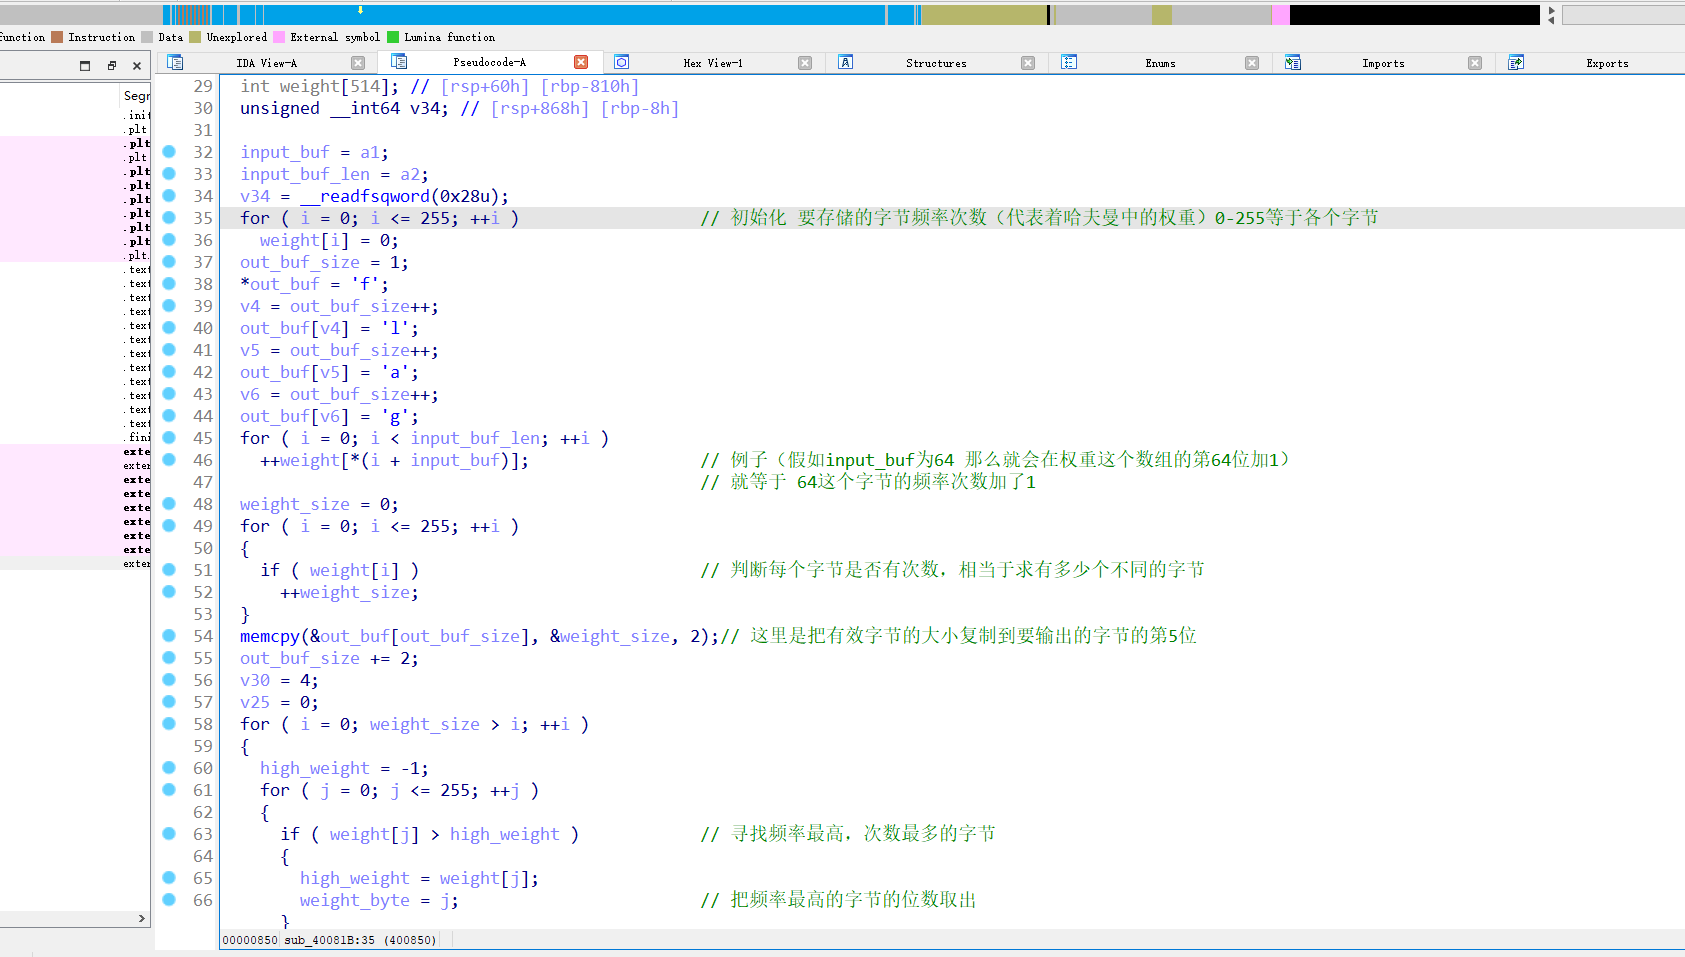 function Instruction Data Unexplored External symbol Lumina function
IDA View-A Pseudocode-A Hex View-1 Structures Enums Imports Exports
Segr
.init
.plt
.plt
.plt
.plt
.plt
.plt
.plt
.plt
.plt
.plt.
.text
.text
.text
.text
.text
.text
.text
.text
.text
.text
.text
.text
.fini
exte
exter
exte
exte
exte
exte
exte
exte
exter
29 int weight[514]; // [rsp+60h] [rbp-810h]
30 unsigned __int64 v34; // [rsp+868h] [rbp-8h]
31
32 input_buf = a1;
33 input_buf_len = a2;
34 v34 = __readfsqword(0x28u);
35 for ( i = 0; i <= 255; ++i ) // 初始化 要存储的字节频率次数（代表着哈夫曼中的权重）0-255等于各个字节
36 weight[i] = 0;
37 out_buf_size = 1;
38 *out_buf = 'f';
39 v4 = out_buf_size++;
40 out_buf[v4] = 'l';
41 v5 = out_buf_size++;
42 out_buf[v5] = 'a';
43 v6 = out_buf_size++;
44 out_buf[v6] = 'g';
45 for ( i = 0; i < input_buf_len; ++i )
46 ++weight[*(i + input_buf)]; // 例子（假如input_buf为64 那么就会在权重这个数组的第64位加1）
47 // 就等于 64这个字节的频率次数加了1
48 weight_size = 0;
49 for ( i = 0; i <= 255; ++i )
50 {
51 if ( weight[i] ) // 判断每个字节是否有次数，相当于求有多少个不同的字节
52 ++weight_size;
53 }
54 memcpy(&out_buf[out_buf_size], &weight_size, 2);// 这里是把有效字节的大小复制到要输出的字节的第5位
55 out_buf_size += 2;
56 v30 = 4;
57 v25 = 0;
58 for ( i = 0; weight_size > i; ++i )
59 {
60 high_weight = -1;
61 for ( j = 0; j <= 255; ++j )
62 {
63 if ( weight[j] > high_weight ) // 寻找频率最高，次数最多的字节
64 {
65 high_weight = weight[j];
66 weight_byte = j; // 把频率最高的字节的位数取出
}
00000850 sub_40081B:35 (400850)